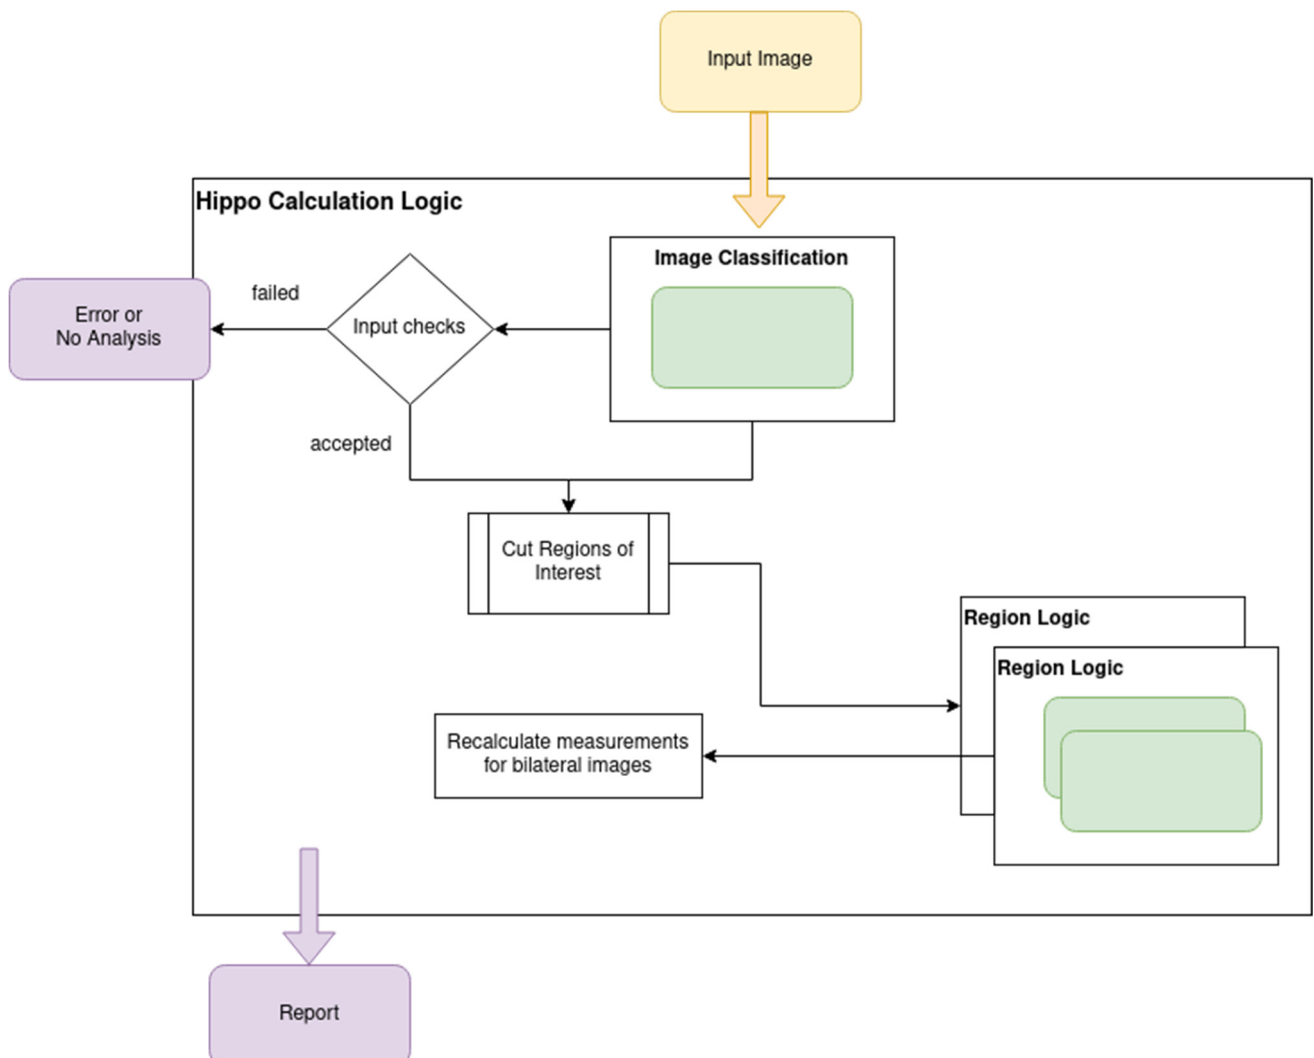 Input Image
Hippo Calculation Logic
Image Classification
failed
Input checks
Error or
No Analysis
accepted
Cut Regions of
Interest
Region Logic
Region Logic
Recalculate measurements
for bilateral images
Report